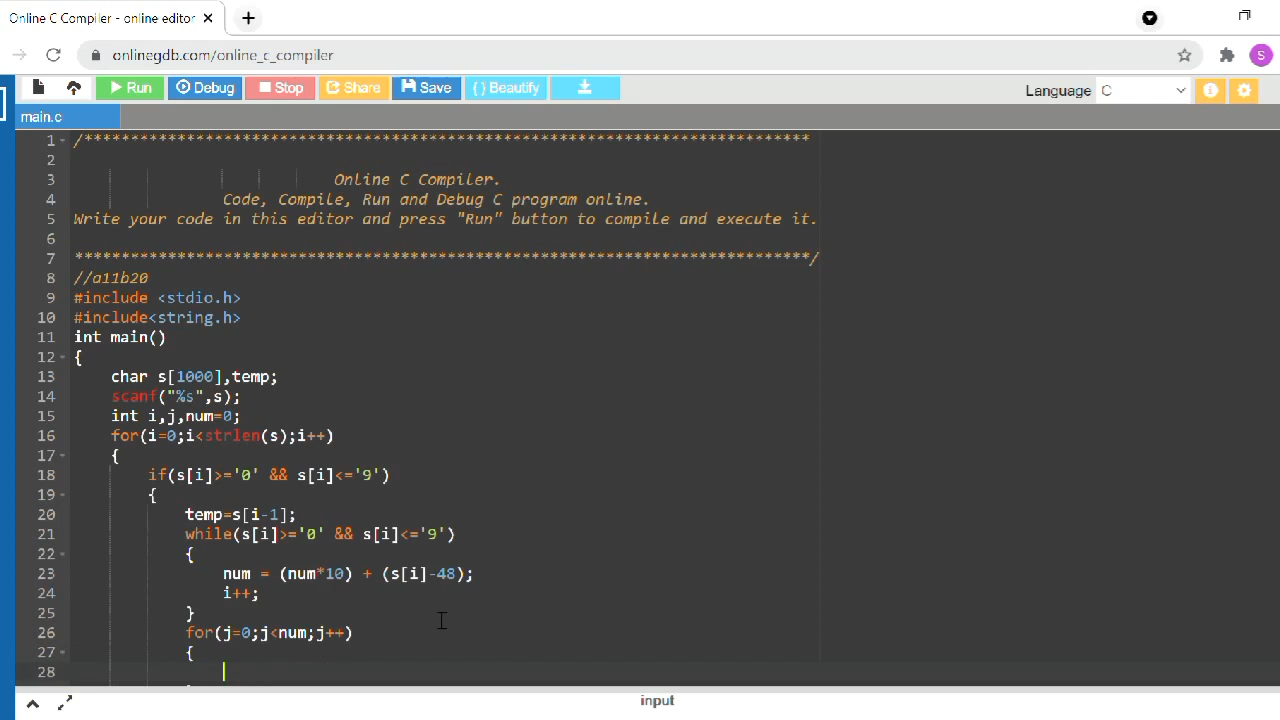 Online C Compiler - online editor
S
onlinegdb.com/online_c_compiler
Run Debug Stop Share Save { } Beautify
Language C
main.c
1 /******************************************************************************
2
3 Online C Compiler.
4 Code, Compile, Run and Debug C program online.
5 Write your code in this editor and press "Run" button to compile and execute it.
6
7 *******************************************************************************/
8 //a11b20
9 #include <stdio.h>
10 #include<string.h>
11 int main()
12 {
13 char s[1000],temp;
14 scanf("%s",s);
15 int i,j,num=0;
16 for(i=0;i<strlen(s);i++)
17 {
18 if(s[i]>='0' && s[i]<='9')
19 {
20 temp=s[i-1];
21 while(s[i]>='0' && s[i]<='9')
22 {
23 num = (num*10) + (s[i]-48);
24 i++;
25 }
26 for(j=0;j<num;j++)
27 {
28
input